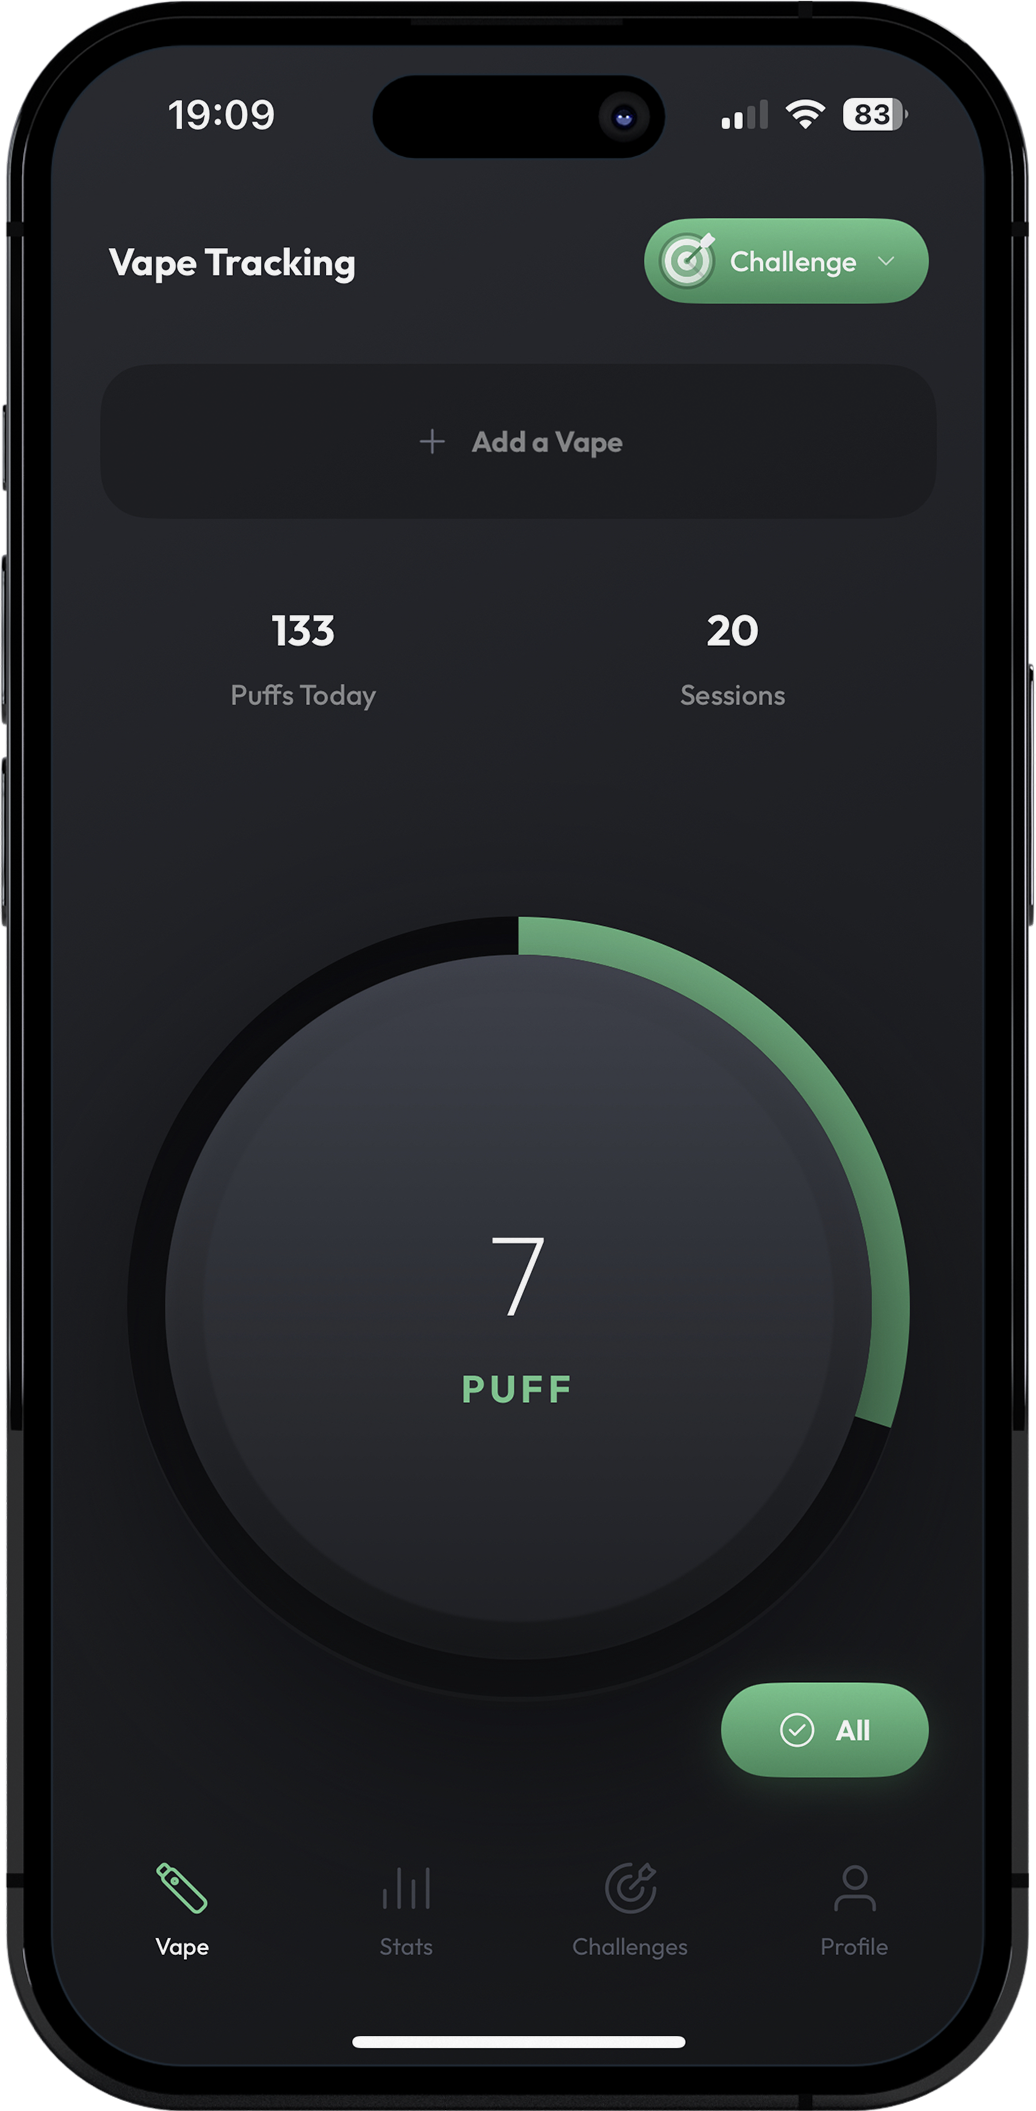 19:09
83
Vape Tracking
Challenge
Add a Vape
133
20
Puffs Today
Sessions
7
PUFF
All
Vape
Stats
Challenges
Profile